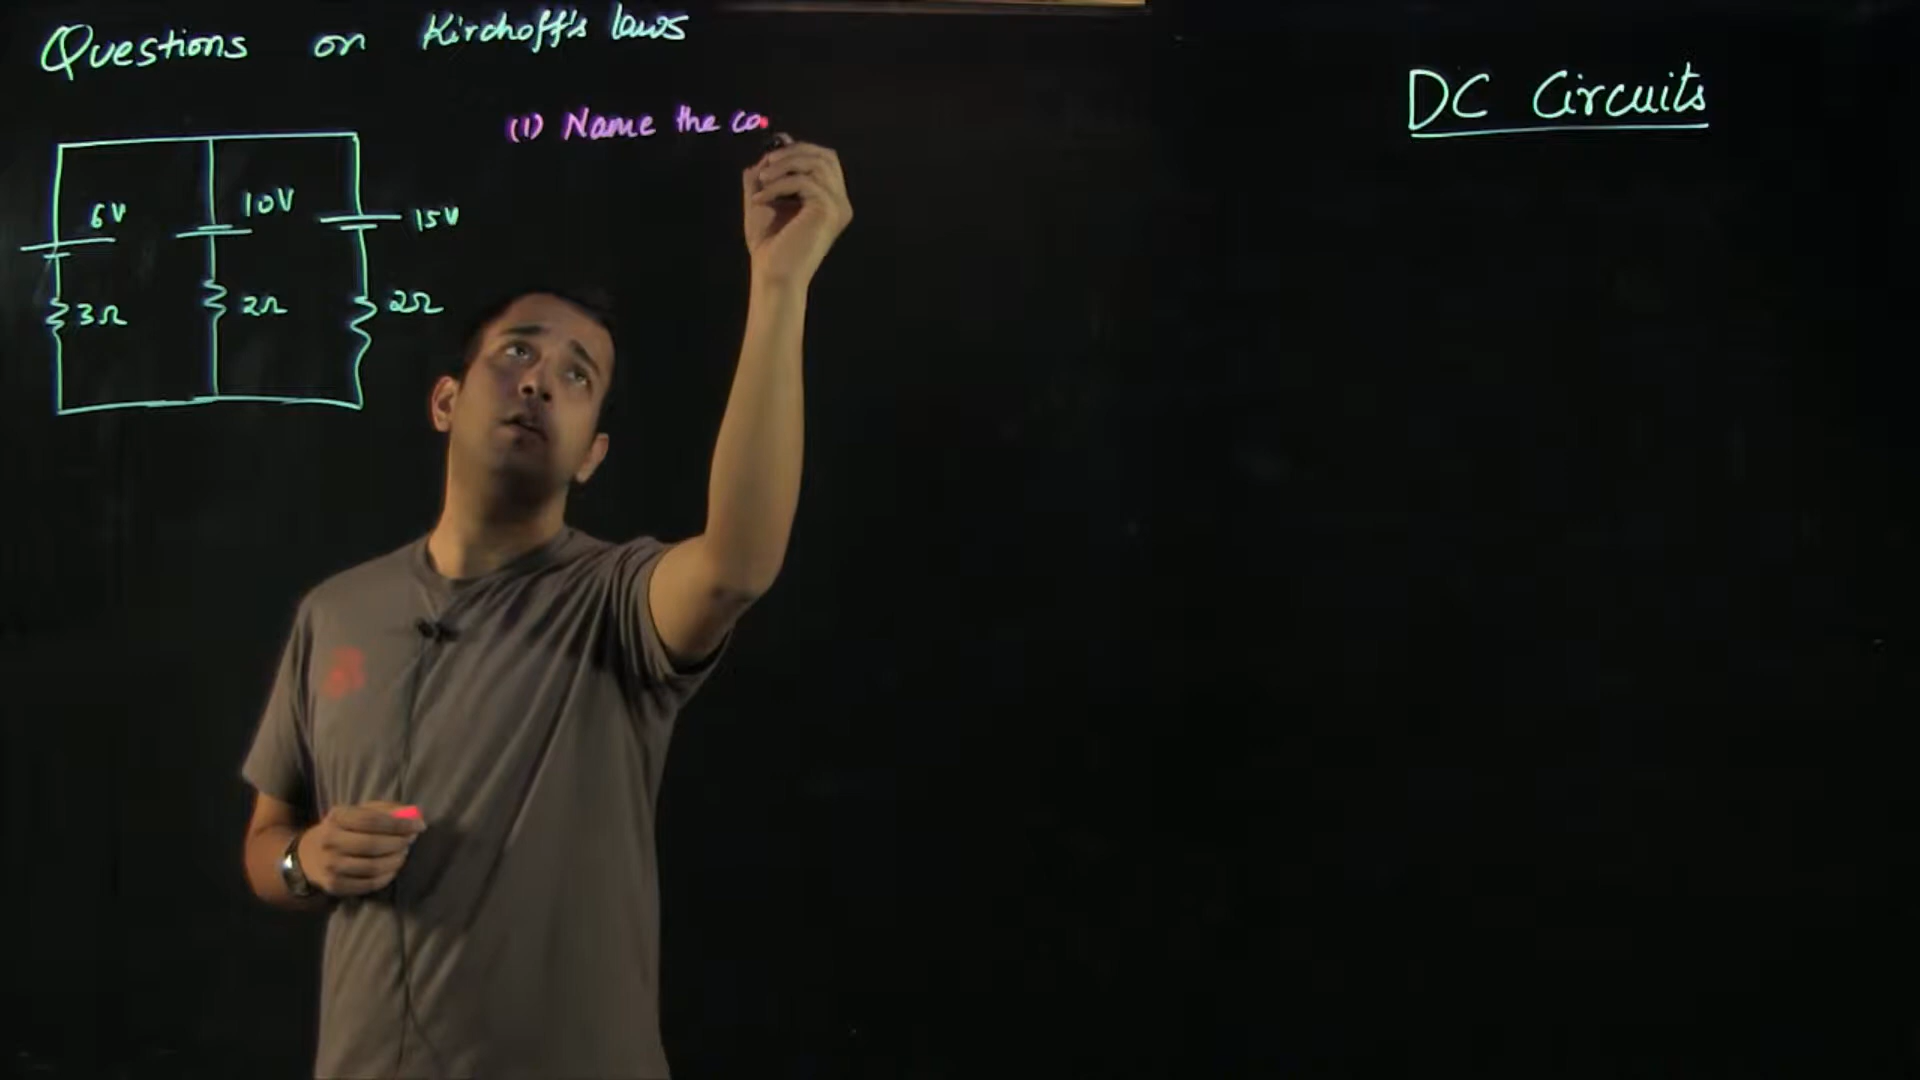 Questions on Kirchoff's laws
DC Circuits
(1) Name the co
6V
10V
15V
3Ω
2Ω
2Ω